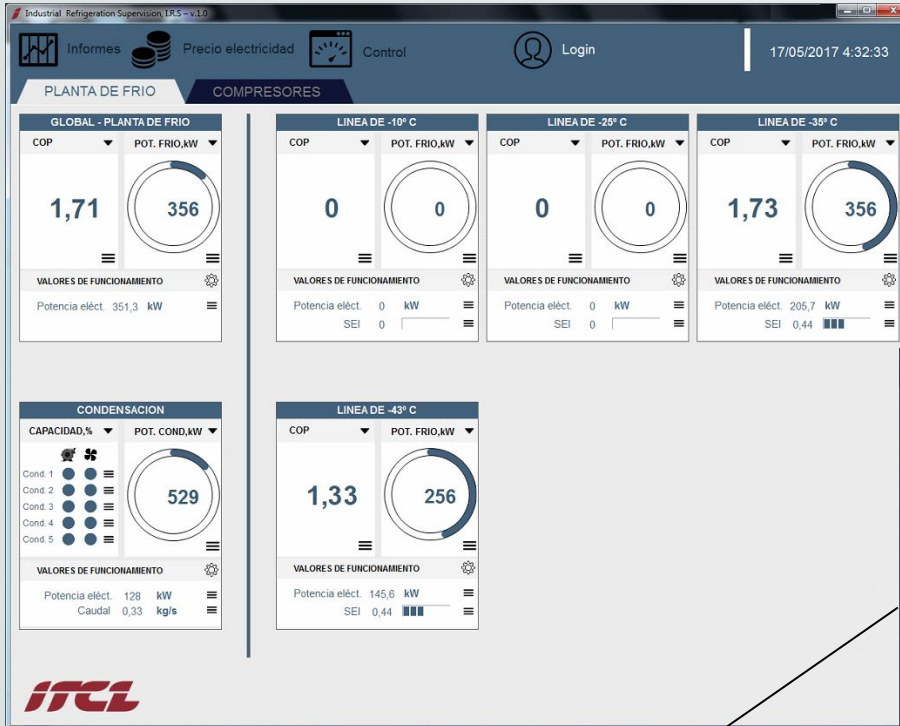 Industrial Refrigeration Supervision, I.R.S – v.1.0
Informes
Precio electricidad
Control
Login
17/05/2017 4:32:33
PLANTA DE FRIO
COMPRESORES
GLOBAL - PLANTA DE FRIO
COP
POT. FRIO,kW
1,71
356
VALORES DE FUNCIONAMIENTO
Potencia eléct. 351,3 kW
LINEA DE -10º C
COP
POT. FRIO,kW
0
0
VALORES DE FUNCIONAMIENTO
Potencia eléct. 0 kW
SEI 0
LINEA DE -25º C
COP
POT. FRIO,kW
0
0
VALORES DE FUNCIONAMIENTO
Potencia eléct. 0 kW
SEI 0
LINEA DE -35º C
COP
POT. FRIO,kW
1,73
356
VALORES DE FUNCIONAMIENTO
Potencia eléct. 205,7 kW
SEI 0,44
CONDENSACION
CAPACIDAD,%
POT. COND,kW
Cond. 1
Cond. 2
Cond. 3
Cond. 4
Cond. 5
529
VALORES DE FUNCIONAMIENTO
Potencia eléct. 128 kW
Caudal 0,33 kg/s
LINEA DE -43º C
COP
POT. FRIO,kW
1,33
256
VALORES DE FUNCIONAMIENTO
Potencia eléct. 145,6 kW
SEI 0,44
ITCL